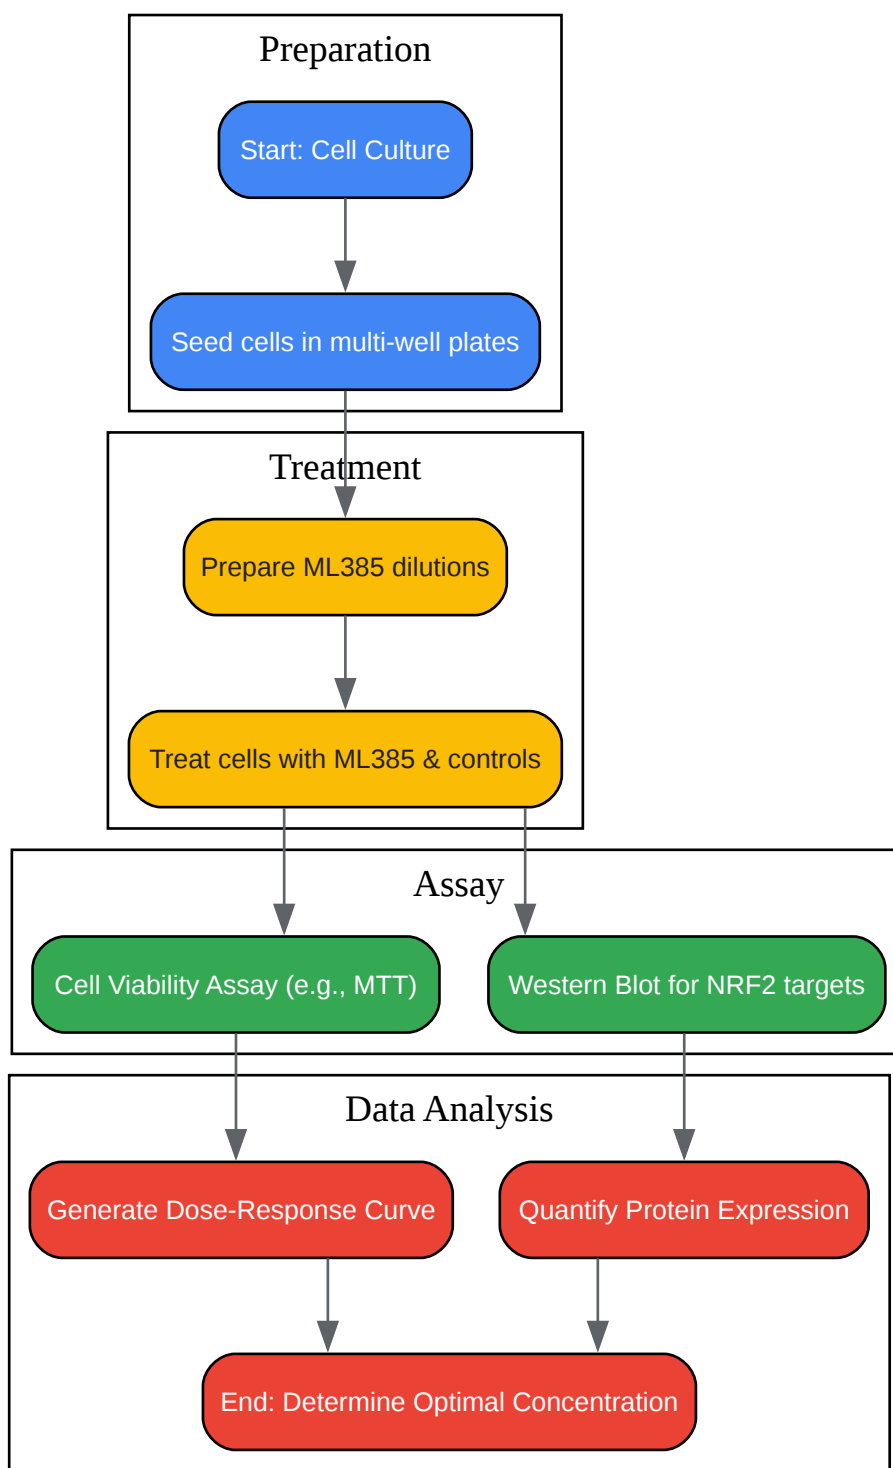 Preparation
Start: Cell Culture
Seed cells in multi-well plates
Treatment
Prepare ML385 dilutions
Treat cells with ML385 & controls
Assay
Cell Viability Assay (e.g., MTT)
Western Blot for NRF2 targets
Data Analysis
Generate Dose-Response Curve
Quantify Protein Expression
End: Determine Optimal Concentration